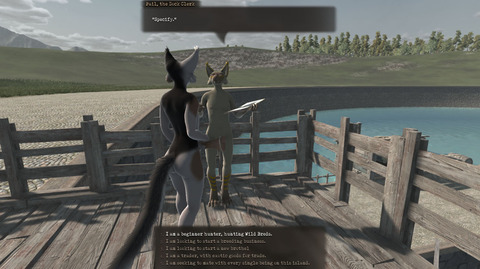 Rail, the Dock Clerk
"Specify."
I am a beginner hunter, hunting Wild Breds.
I am looking to start a breeding business.
I am looking to start a new brothel
I am a trader, with exotic goods for trade.
I am seeking to mate with every single being on this island.